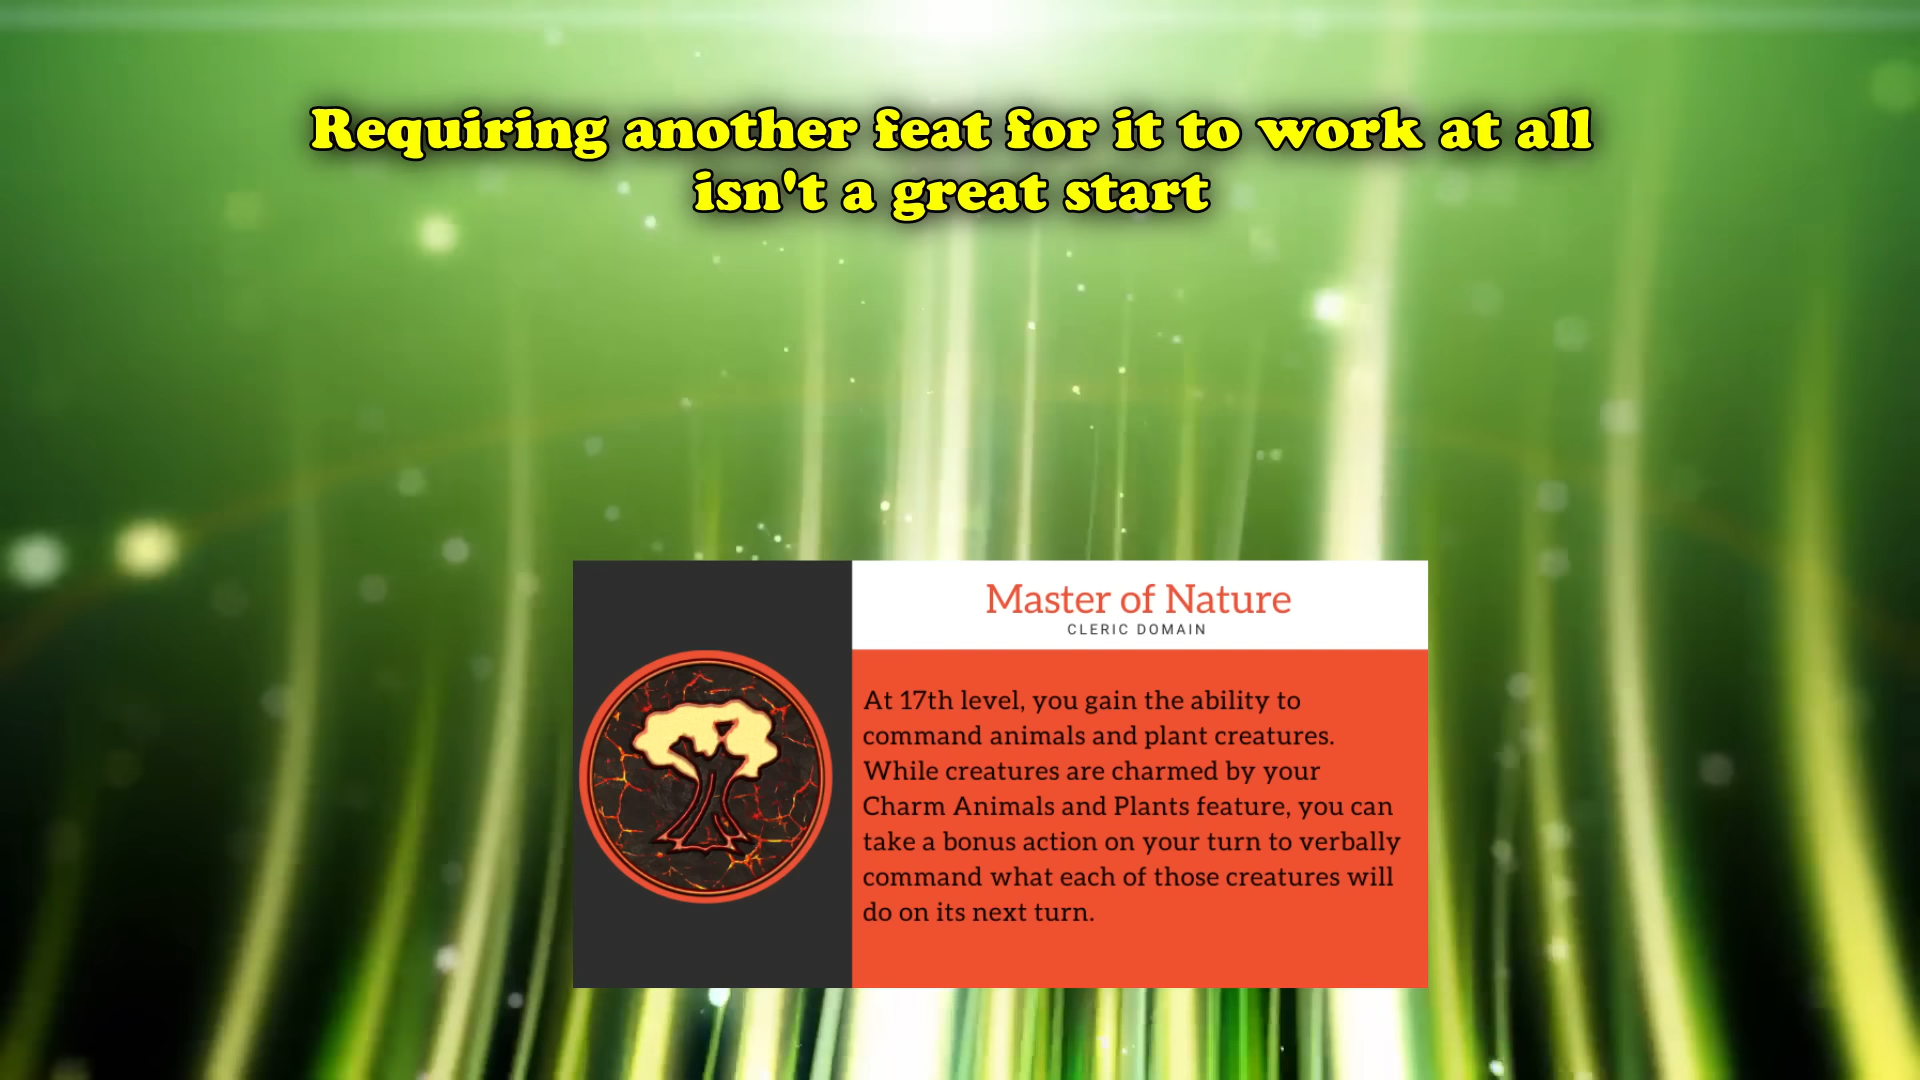 Requiring another feat for it to work at all
isn't a great start
Master of Nature
CLERIC DOMAIN
At 17th level, you gain the ability to
command animals and plant creatures.
While creatures are charmed by your
Charm Animals and Plants feature, you can
take a bonus action on your turn to verbally
command what each of those creatures will
do on its next turn.